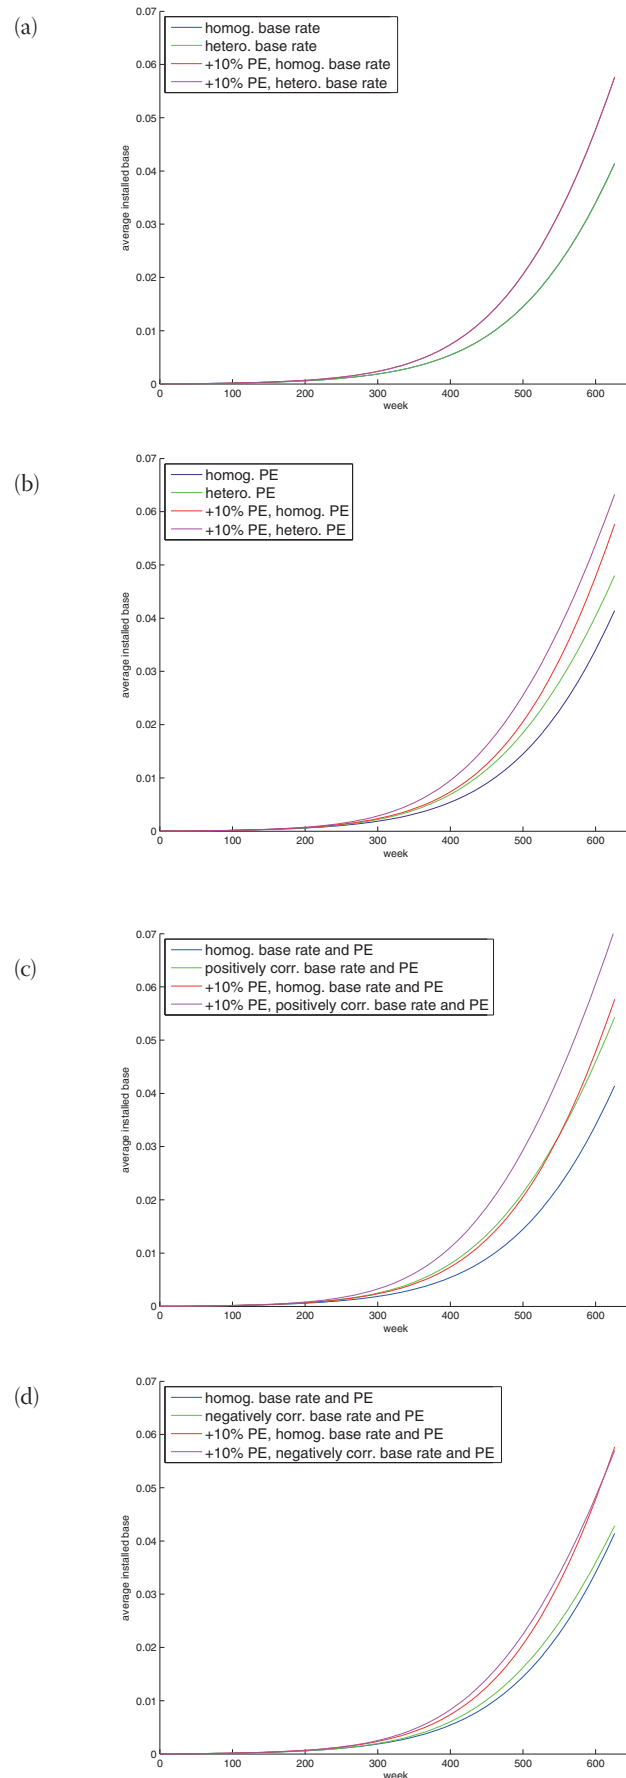 (a)
0.07
0.06
0.05
0.04
0.03
0.02
0.01
0
average installed base
homog. base rate
hetero. base rate
+10% PE, homog. base rate
+10% PE, hetero. base rate
0 100 200 300 400 500 600
week
(b)
0.07
0.06
0.05
0.04
0.03
0.02
0.01
0
average installed base
homog. PE
hetero. PE
+10% PE, homog. PE
+10% PE, hetero. PE
0 100 200 300 400 500 600
week
(c)
0.07
0.06
0.05
0.04
0.03
0.02
0.01
0
average installed base
homog. base rate and PE
positively corr. base rate and PE
+10% PE, homog. base rate and PE
+10% PE, positively corr. base rate and PE
0 100 200 300 400 500 600
week
(d)
0.07
0.06
0.05
0.04
0.03
0.02
0.01
0
average installed base
homog. base rate and PE
negatively corr. base rate and PE
+10% PE, homog. base rate and PE
+10% PE, negatively corr. base rate and PE
0 100 200 300 400 500 600
week